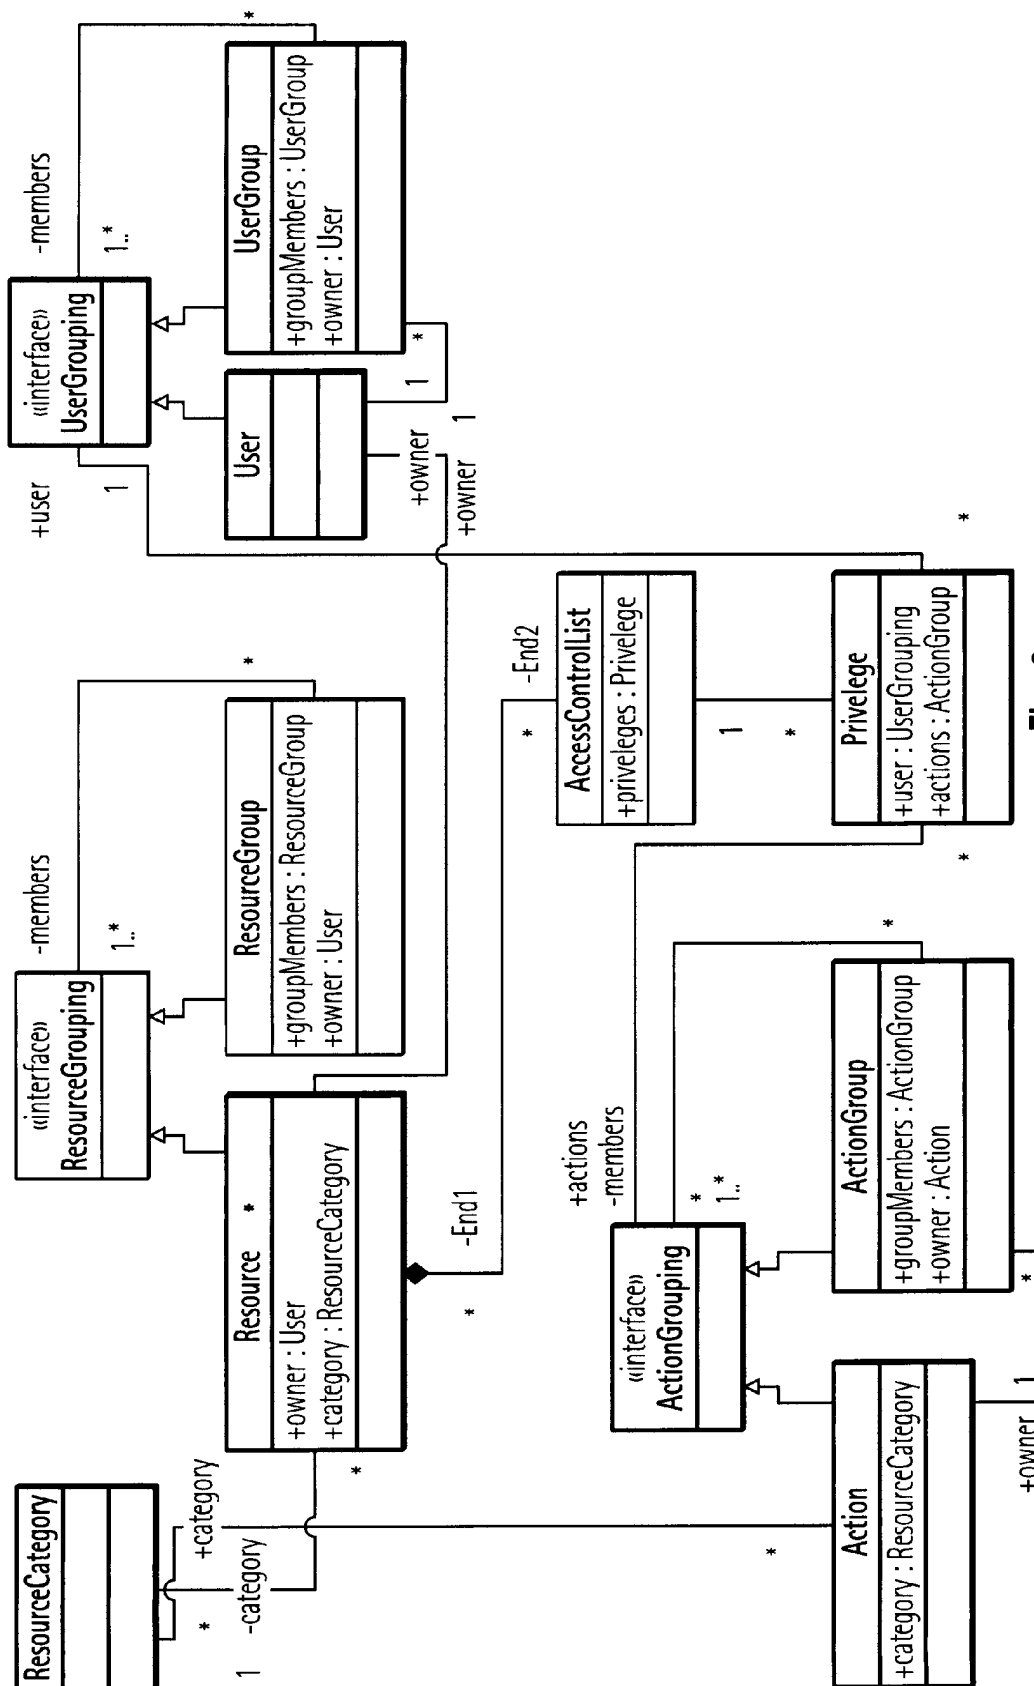 ResourceCategory
*
1
-category
+category
*
*
«interface»
ResourceGrouping
-members
1..*
*
Resource
*
+owner : User
+category : ResourceCategory
ResourceGroup
+groupMembers : ResourceGroup
+owner : User
«interface»
UserGrouping
+user
1
-members
1..*
*
User
UserGroup
+groupMembers : UserGroup
+owner : User
1
*
+owner
1
+owner
*
-End1
*
-End2
AccessControlList
+priveleges : Privelege
1
*
Privelege
+user : UserGrouping
+actions : ActionGroup
*
*
+actions
-members
*
1..*
«interface»
ActionGrouping
*
Action
+category : ResourceCategory
ActionGroup
+groupMembers : ActionGroup
+owner : Action
+owner
1
*